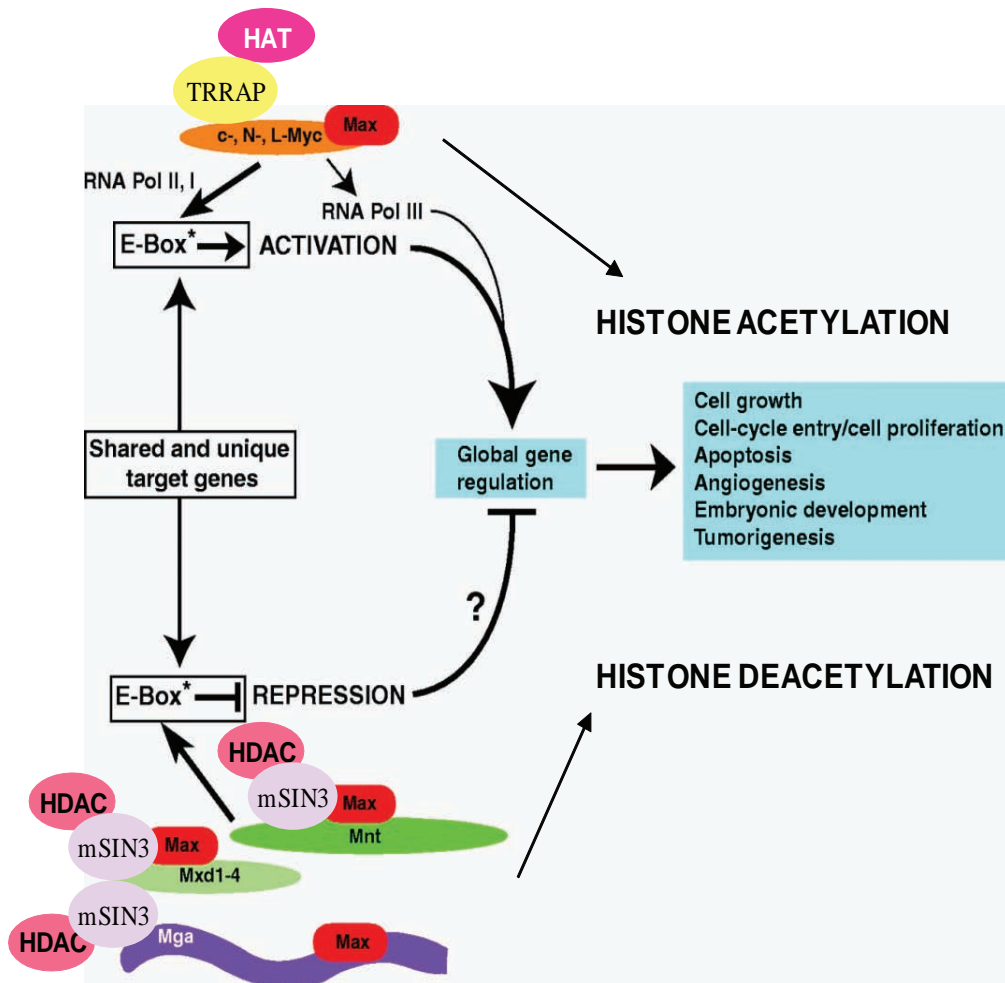 HAT
TRRAP
c-, N-, L-Myc
Max
RNA Pol II, I
RNA Pol III
E-Box*
ACTIVATION
HISTONE ACETYLATION
Shared and unique
target genes
Global gene
regulation
Cell growth
Cell-cycle entry/cell proliferation
Apoptosis
Angiogenesis
Embryonic development
Tumorigenesis
?
HISTONE DEACETYLATION
E-Box*
REPRESSION
HDAC
mSIN3
Max
Mnt
HDAC
mSIN3
Max
Mxd1-4
mSIN3
HDAC
Mga
Max